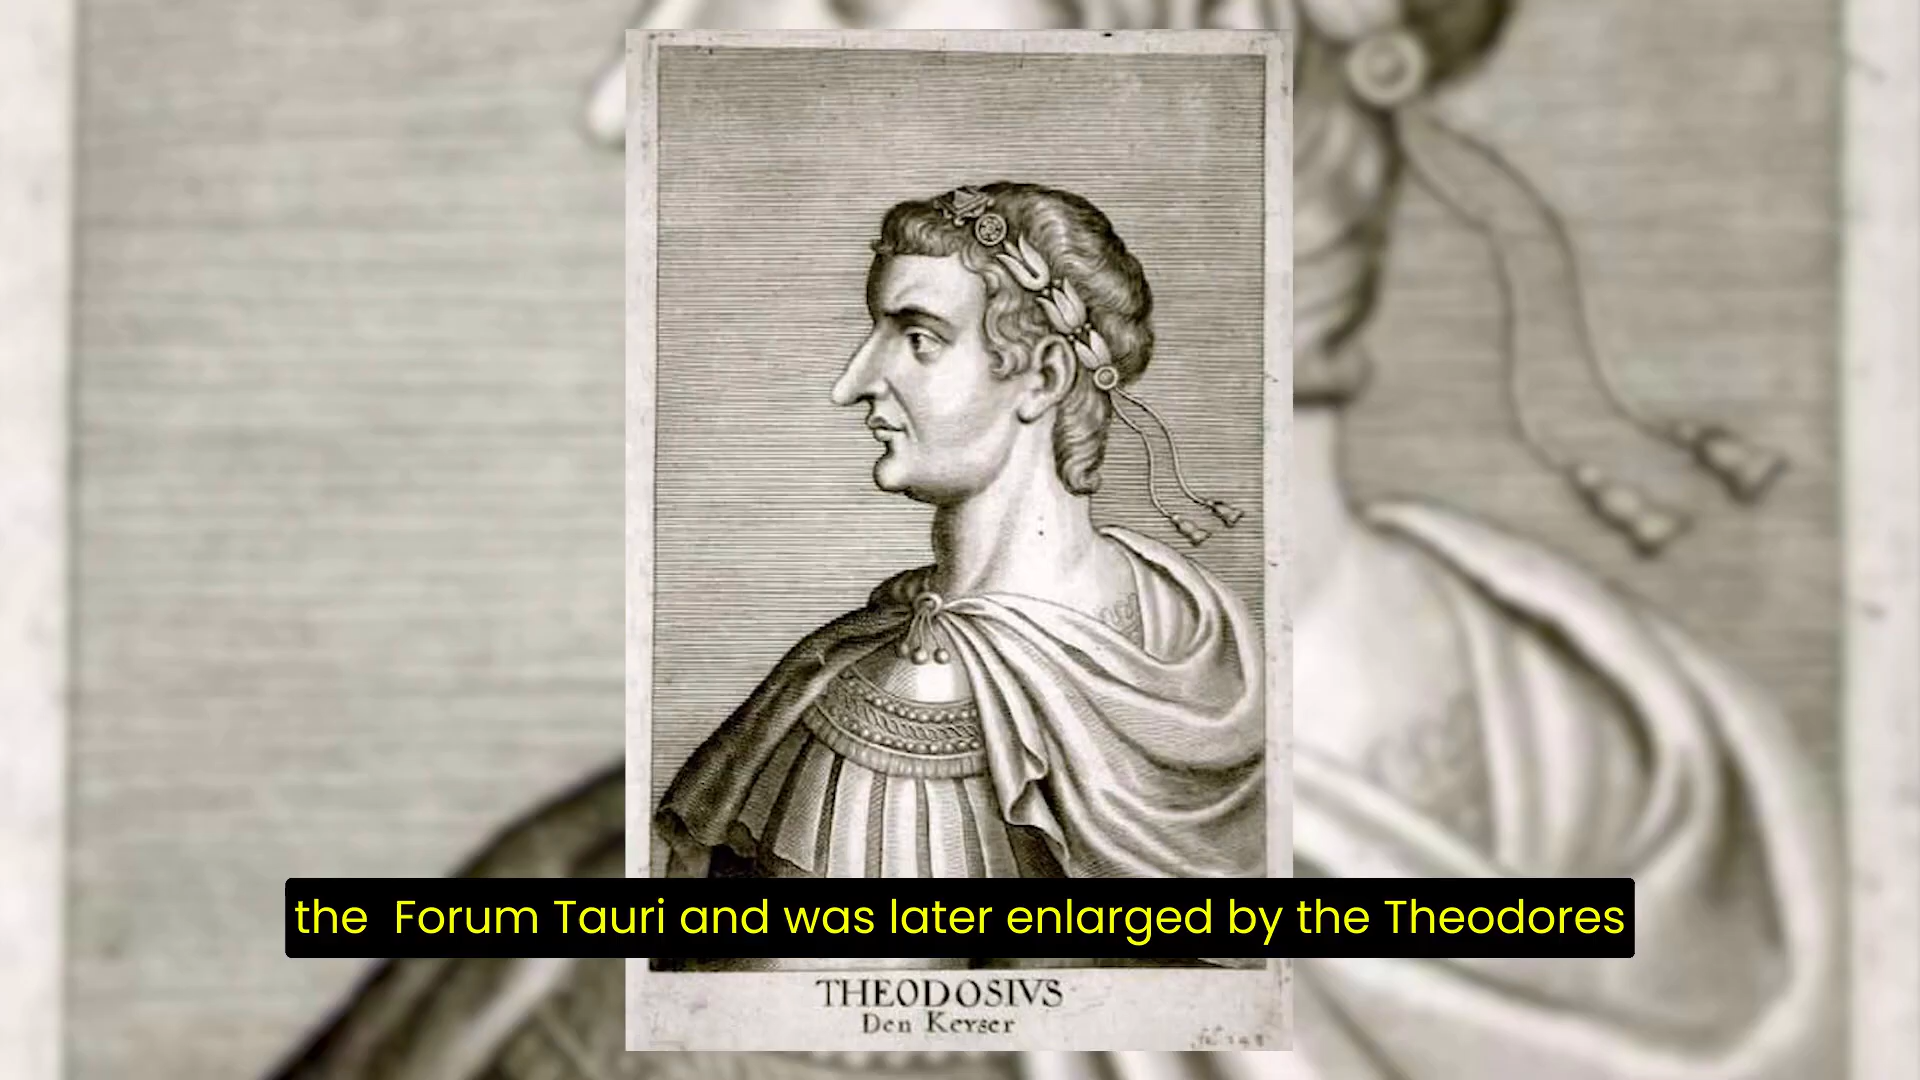 the Forum Tauri and was later enlarged by the Theodores
THEODOSIVS
Den Keyser